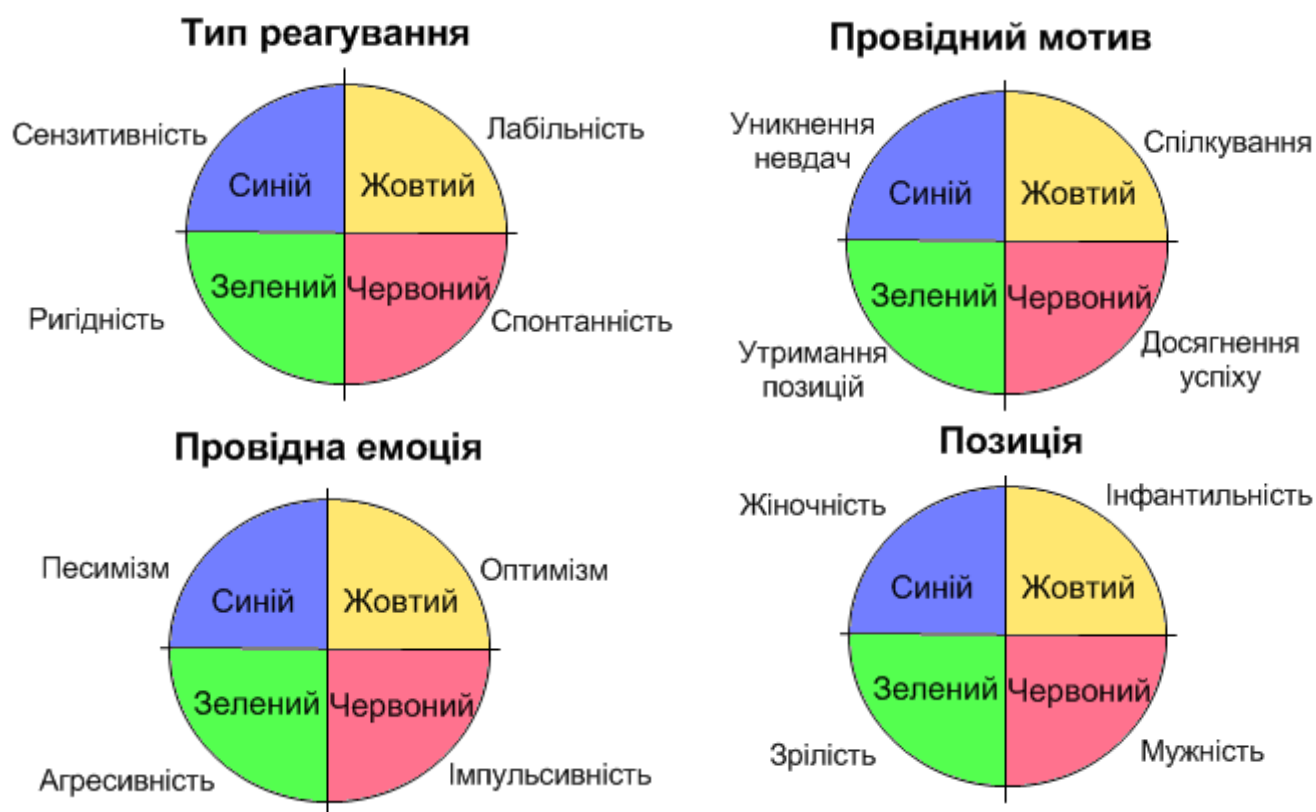 Тип реагування
Сензитивність
Лабільність
Синій
Жовтий
Зелений
Червоний
Ригідність
Спонтанність
Провідний мотив
Уникнення
невдач
Спілкування
Синій
Жовтий
Зелений
Червоний
Утримання
позицій
Досягнення
успіху
Провідна емоція
Песимізм
Оптимізм
Синій
Жовтий
Зелений
Червоний
Агресивність
Імпульсивність
Позиція
Жіночність
Інфантильність
Синій
Жовтий
Зелений
Червоний
Зрілість
Мужність